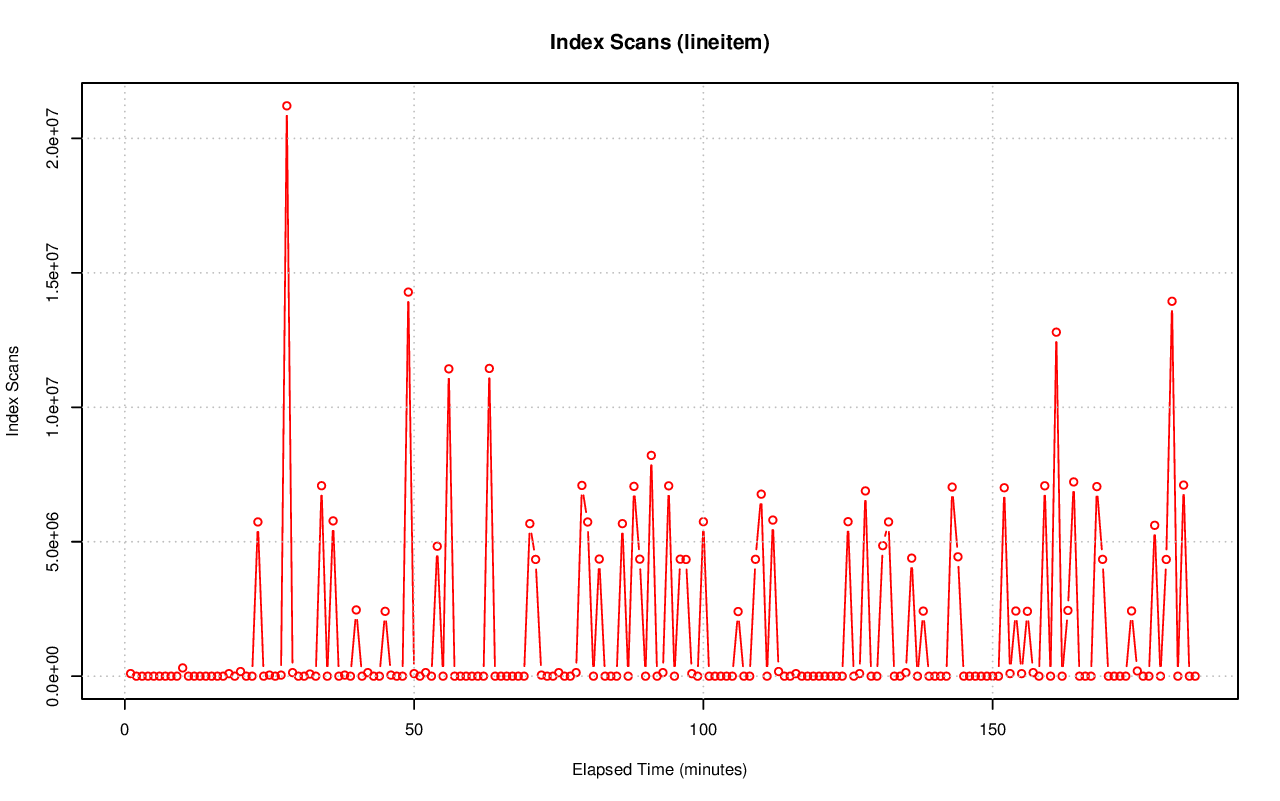 Index Scans (lineitem)
Index Scans
2.0e+07
1.5e+07
1.0e+07
5.0e+06
0.0e+00
0 50 100 150
Elapsed Time (minutes)